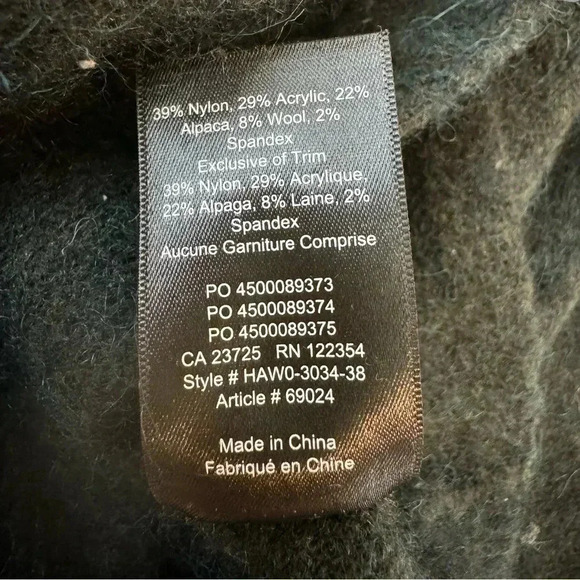 39% Nylon, 29% Acrylic, 22%
Alpaca, 8% Wool, 2%
Spandex
Exclusive of Trim
39% Nylon, 29% Acrylique,
22% Alpaga, 8% Laine, 2%
Spandex
Aucune Garniture Comprise
PO 4500089373
PO 4500089374
PO 4500089375
CA 23725 RN 122354
Style # HAW0-3034-38
Article # 69024
Made in China
Fabriqué en Chine